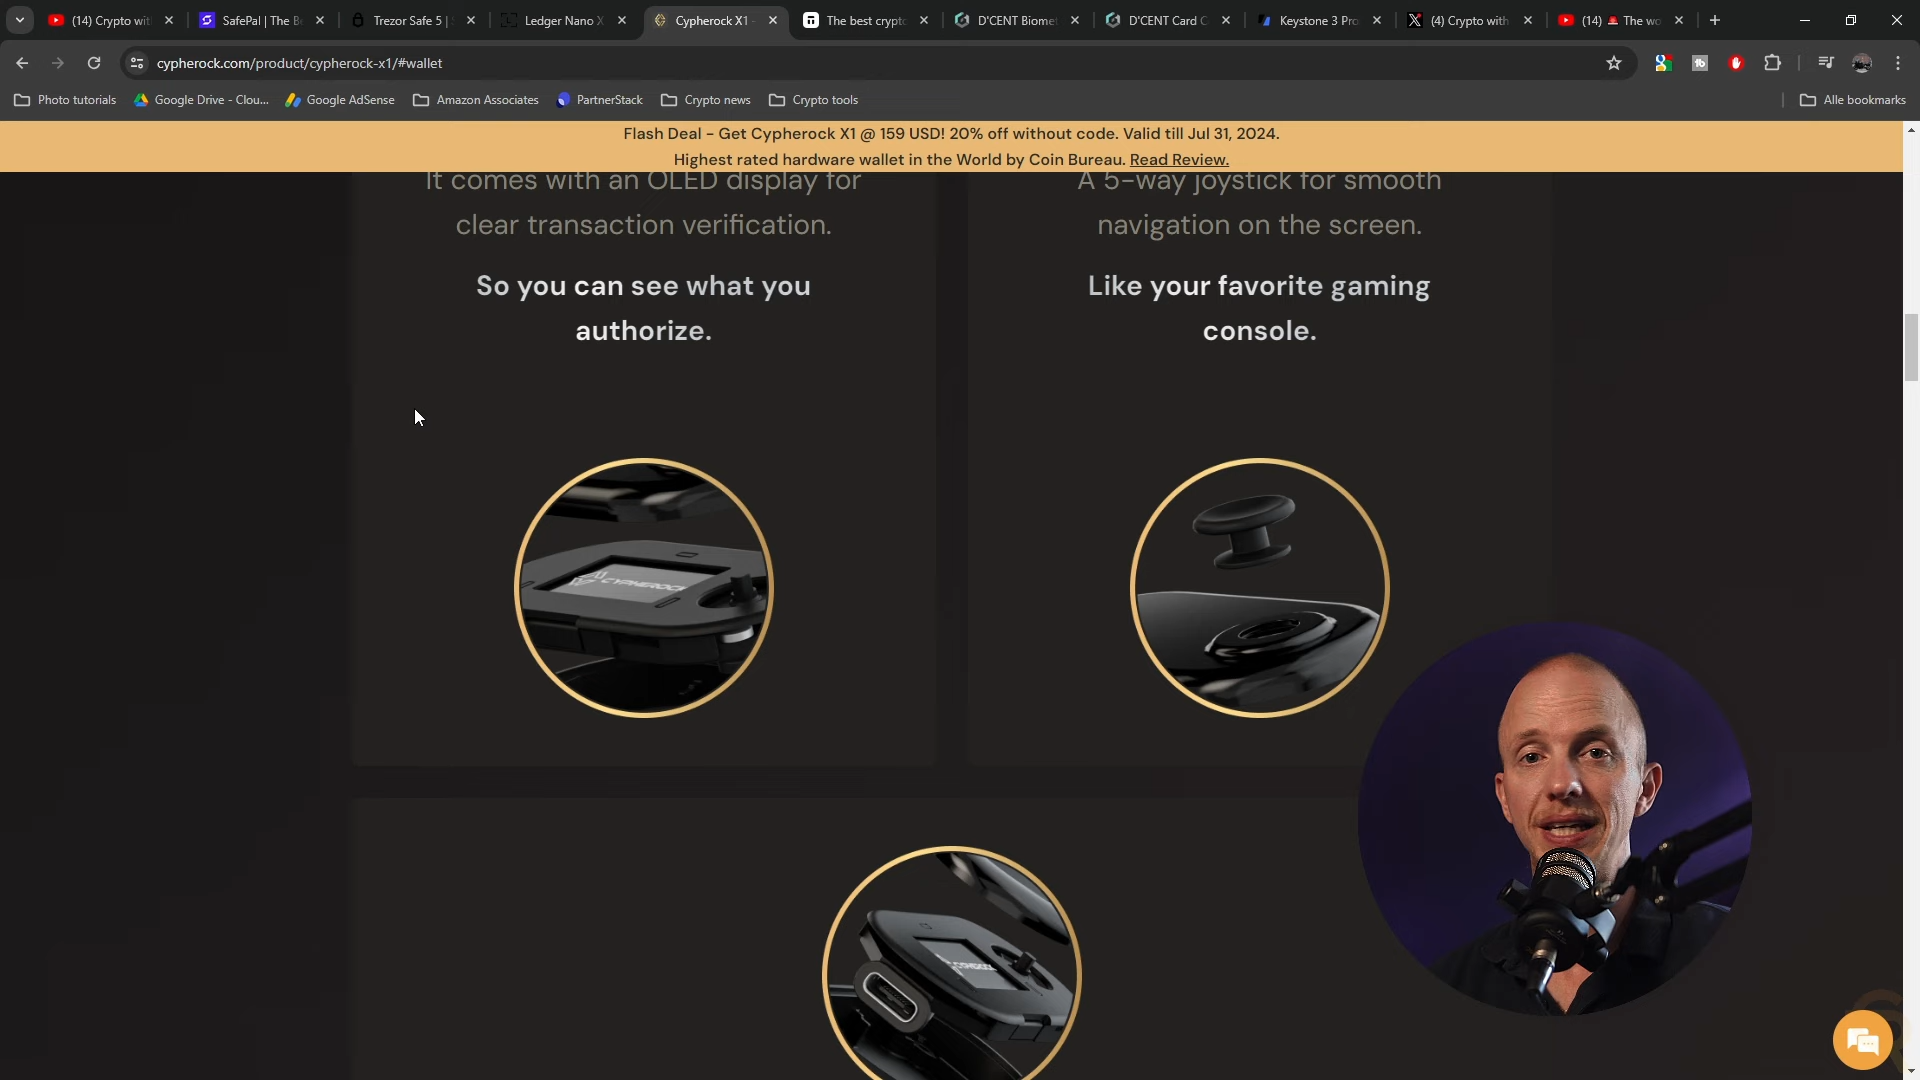 (14) Crypto wit
SafePal | The B
Trezor Safe 5 |
Ledger Nano X
Cypherock X1 -
The best crypto
D'CENT Biomet
D'CENT Card C
Keystone 3 Pro
(4) Crypto with
(14) 🚨 The wo
cypherock.com/product/cypherock-x1/#wallet
Photo tutorials
Google Drive - Clou...
Google AdSense
Amazon Associates
PartnerStack
Crypto news
Crypto tools
Alle bookmarks
Flash Deal - Get Cypherock X1 @ 159 USD! 20% off without code. Valid till Jul 31, 2024.
Highest rated hardware wallet in the World by Coin Bureau. Read Review.
It comes with an OLED display for
clear transaction verification.
So you can see what you
authorize.
A 5-way joystick for smooth
navigation on the screen.
Like your favorite gaming
console.
CYPHEROCK